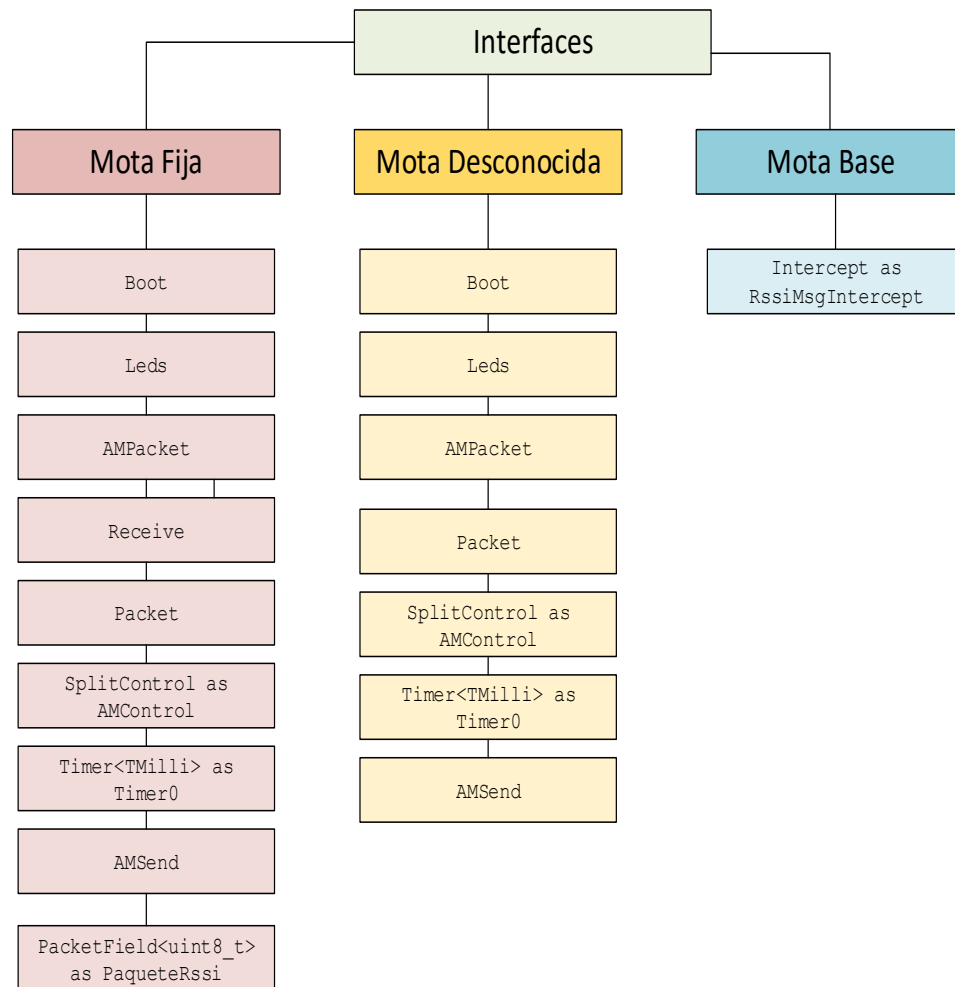 Interfaces
Mota Fija
Boot
Leds
AMPacket
Receive
Packet
SplitControl as
AMControl
Timer<TMilli> as
Timer0
AMSend
PacketField<uint8_t>
as PaqueteRssi
Mota Desconocida
Boot
Leds
AMPacket
Packet
SplitControl as
AMControl
Timer<TMilli> as
Timer0
AMSend
Mota Base
Intercept as
RssiMsgIntercept